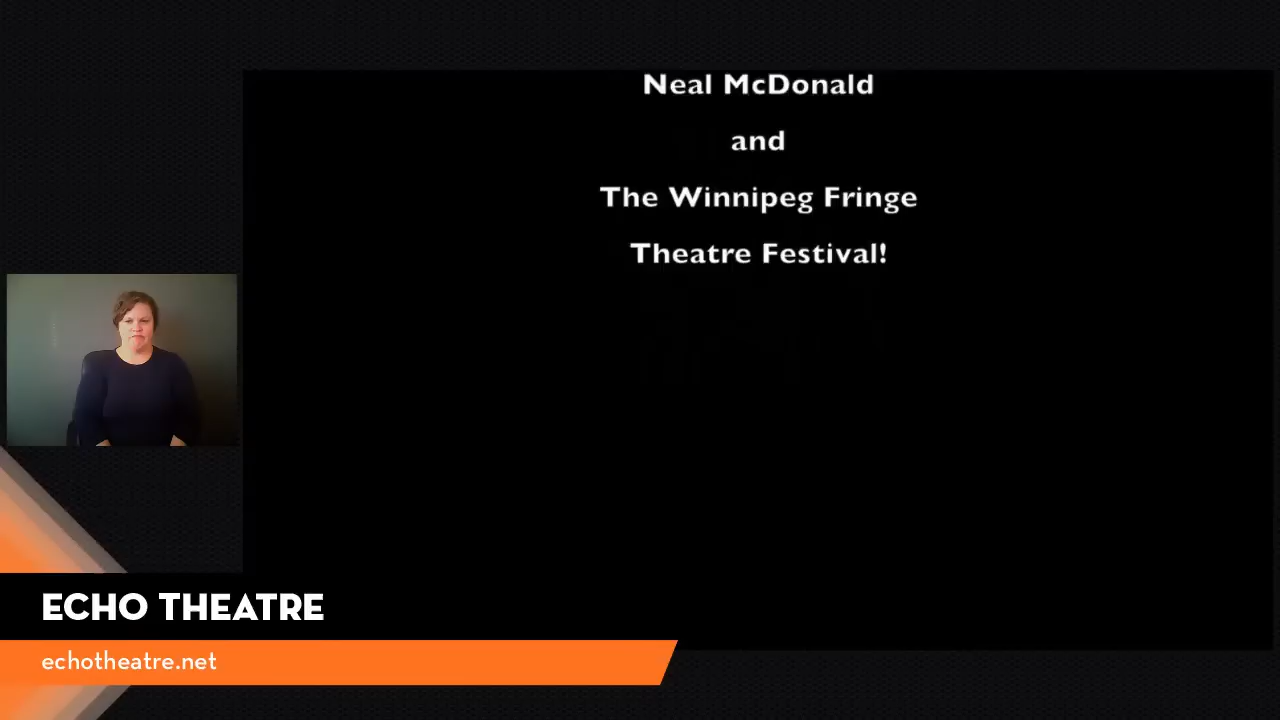 Neal McDonald
and
The Winnipeg Fringe
Theatre Festival!
ECHO THEATRE
echotheatre.net